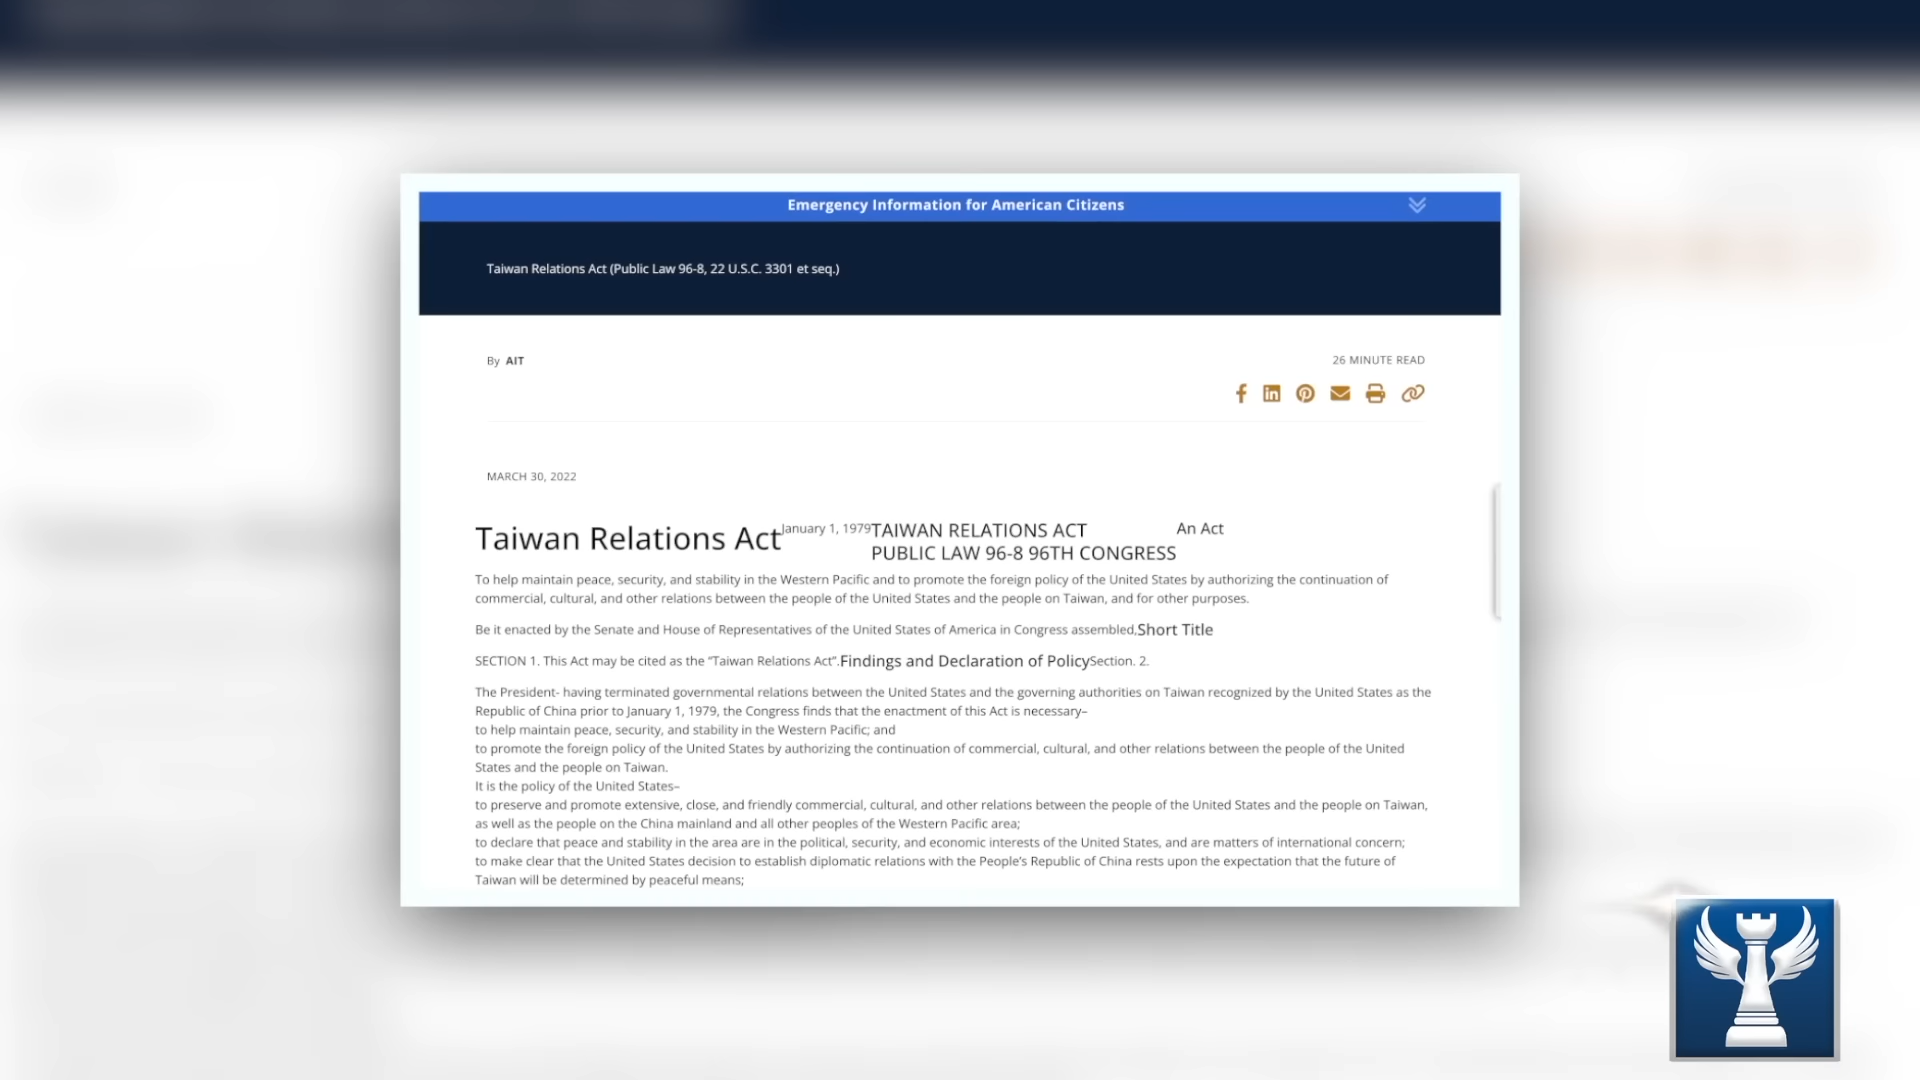 Emergency Information for American Citizens
Taiwan Relations Act (Public Law 96-8, 22 U.S.C. 3301 et seq.)
By AIT
26 MINUTE READ
MARCH 30, 2022
Taiwan Relations Act January 1, 1979 TAIWAN RELATIONS ACT An Act
PUBLIC LAW 96-8 96TH CONGRESS
To help maintain peace, security, and stability in the Western Pacific and to promote the foreign policy of the United States by authorizing the continuation of
commercial, cultural, and other relations between the people of the United States and the people on Taiwan, and for other purposes.
Be it enacted by the Senate and House of Representatives of the United States of America in Congress assembled,Short Title
SECTION 1. This Act may be cited as the “Taiwan Relations Act”.Findings and Declaration of PolicySection. 2.
The President- having terminated governmental relations between the United States and the governing authorities on Taiwan recognized by the United States as the
Republic of China prior to January 1, 1979, the Congress finds that the enactment of this Act is necessary–
to help maintain peace, security, and stability in the Western Pacific; and
to promote the foreign policy of the United States by authorizing the continuation of commercial, cultural, and other relations between the people of the United
States and the people on Taiwan.
It is the policy of the United States–
to preserve and promote extensive, close, and friendly commercial, cultural, and other relations between the people of the United States and the people on Taiwan,
as well as the people on the China mainland and all other peoples of the Western Pacific area;
to declare that peace and stability in the area are in the political, security, and economic interests of the United States, and are matters of international concern;
to make clear that the United States decision to establish diplomatic relations with the People’s Republic of China rests upon the expectation that the future of
Taiwan will be determined by peaceful means;